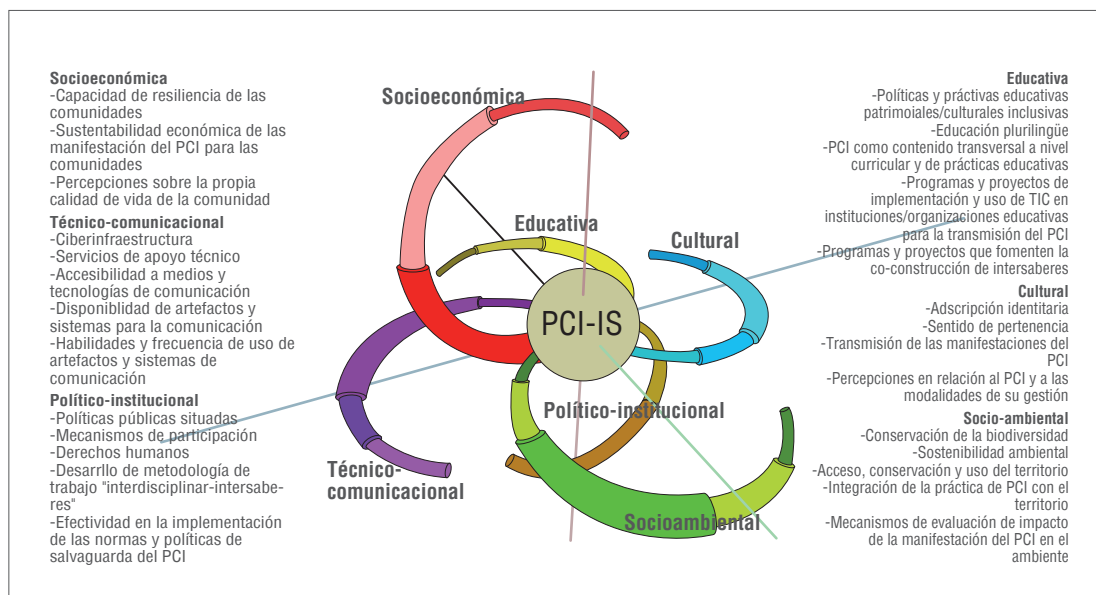 Socioeconómica
-Capacidad de resiliencia de las
comunidades
-Sustentabilidad económica de las
manifestación del PCI para las
comunidades
-Percepciones sobre la propia
calidad de vida de la comunidad
Técnico-comunicacional
-Ciberinfraestructura
-Servicios de apoyo técnico
-Accesibilidad a medios y
tecnologías de comunicación
-Disponiblidad de artefactos y
sistemas para la comunicación
-Habilidades y frecuencia de uso de
artefactos y sistemas de
comunicación
Político-institucional
-Políticas públicas situadas
-Mecanismos de participación
-Derechos humanos
-Desarrllo de metodología de
trabajo "interdisciplinar-intersabe-
res"
-Efectividad en la implementación
de las normas y políticas de
salvaguarda del PCI
Socioeconómica
Educativa
Cultural
PCI-IS
Político-institucional
Técnico-
comunicacional
Socioambiental
Educativa
-Políticas y práctivas educativas
patrimoiales/culturales inclusivas
-Educación plurilingüe
-PCI como contenido transversal a nivel
curricular y de prácticas educativas
-Programas y proyectos de
implementación y uso de TIC en
instituciones/organizaciones educativas
para la transmisión del PCI
-Programas y proyectos que fomenten la
co-construcción de intersaberes
Cultural
-Adscripción identitaria
-Sentido de pertenencia
-Transmisión de las manifestaciones del
PCI
-Percepciones en relación al PCI y a las
modalidades de su gestión
Socio-ambiental
-Conservación de la biodiversidad
-Sostenibilidad ambiental
-Acceso, conservación y uso del territorio
-Integración de la práctica de PCI con el
territorio
-Mecanismos de evaluación de impacto
de la manifestación del PCI en el
ambiente